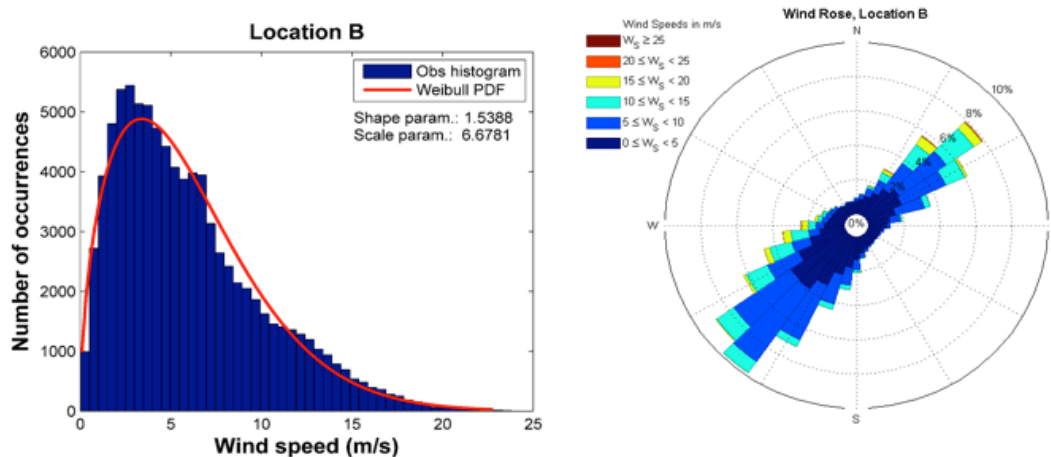 Location B
6000
5000
4000
3000
2000
1000
0
Number of occurrences
0
5
10
15
20
25
Wind speed (m/s)
Obs histogram
Weibull PDF
Shape param.: 1.5388
Scale param.: 6.6781
Wind Rose, Location B
Wind Speeds in m/s
W_S ≥ 25
20 ≤ W_S < 25
15 ≤ W_S < 20
10 ≤ W_S < 15
5 ≤ W_S < 10
0 ≤ W_S < 5
N
10%
8%
6%
4%
2%
0%
W
S